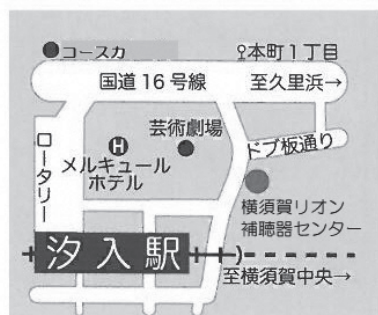 コースカ
本町1丁目
国道16号線
至久里浜→
芸術劇場
ドブ板通り
ロータリー
H
メルキュール
ホテル
横須賀リオン
補聴器センター
汐入駅
至横須賀中央→